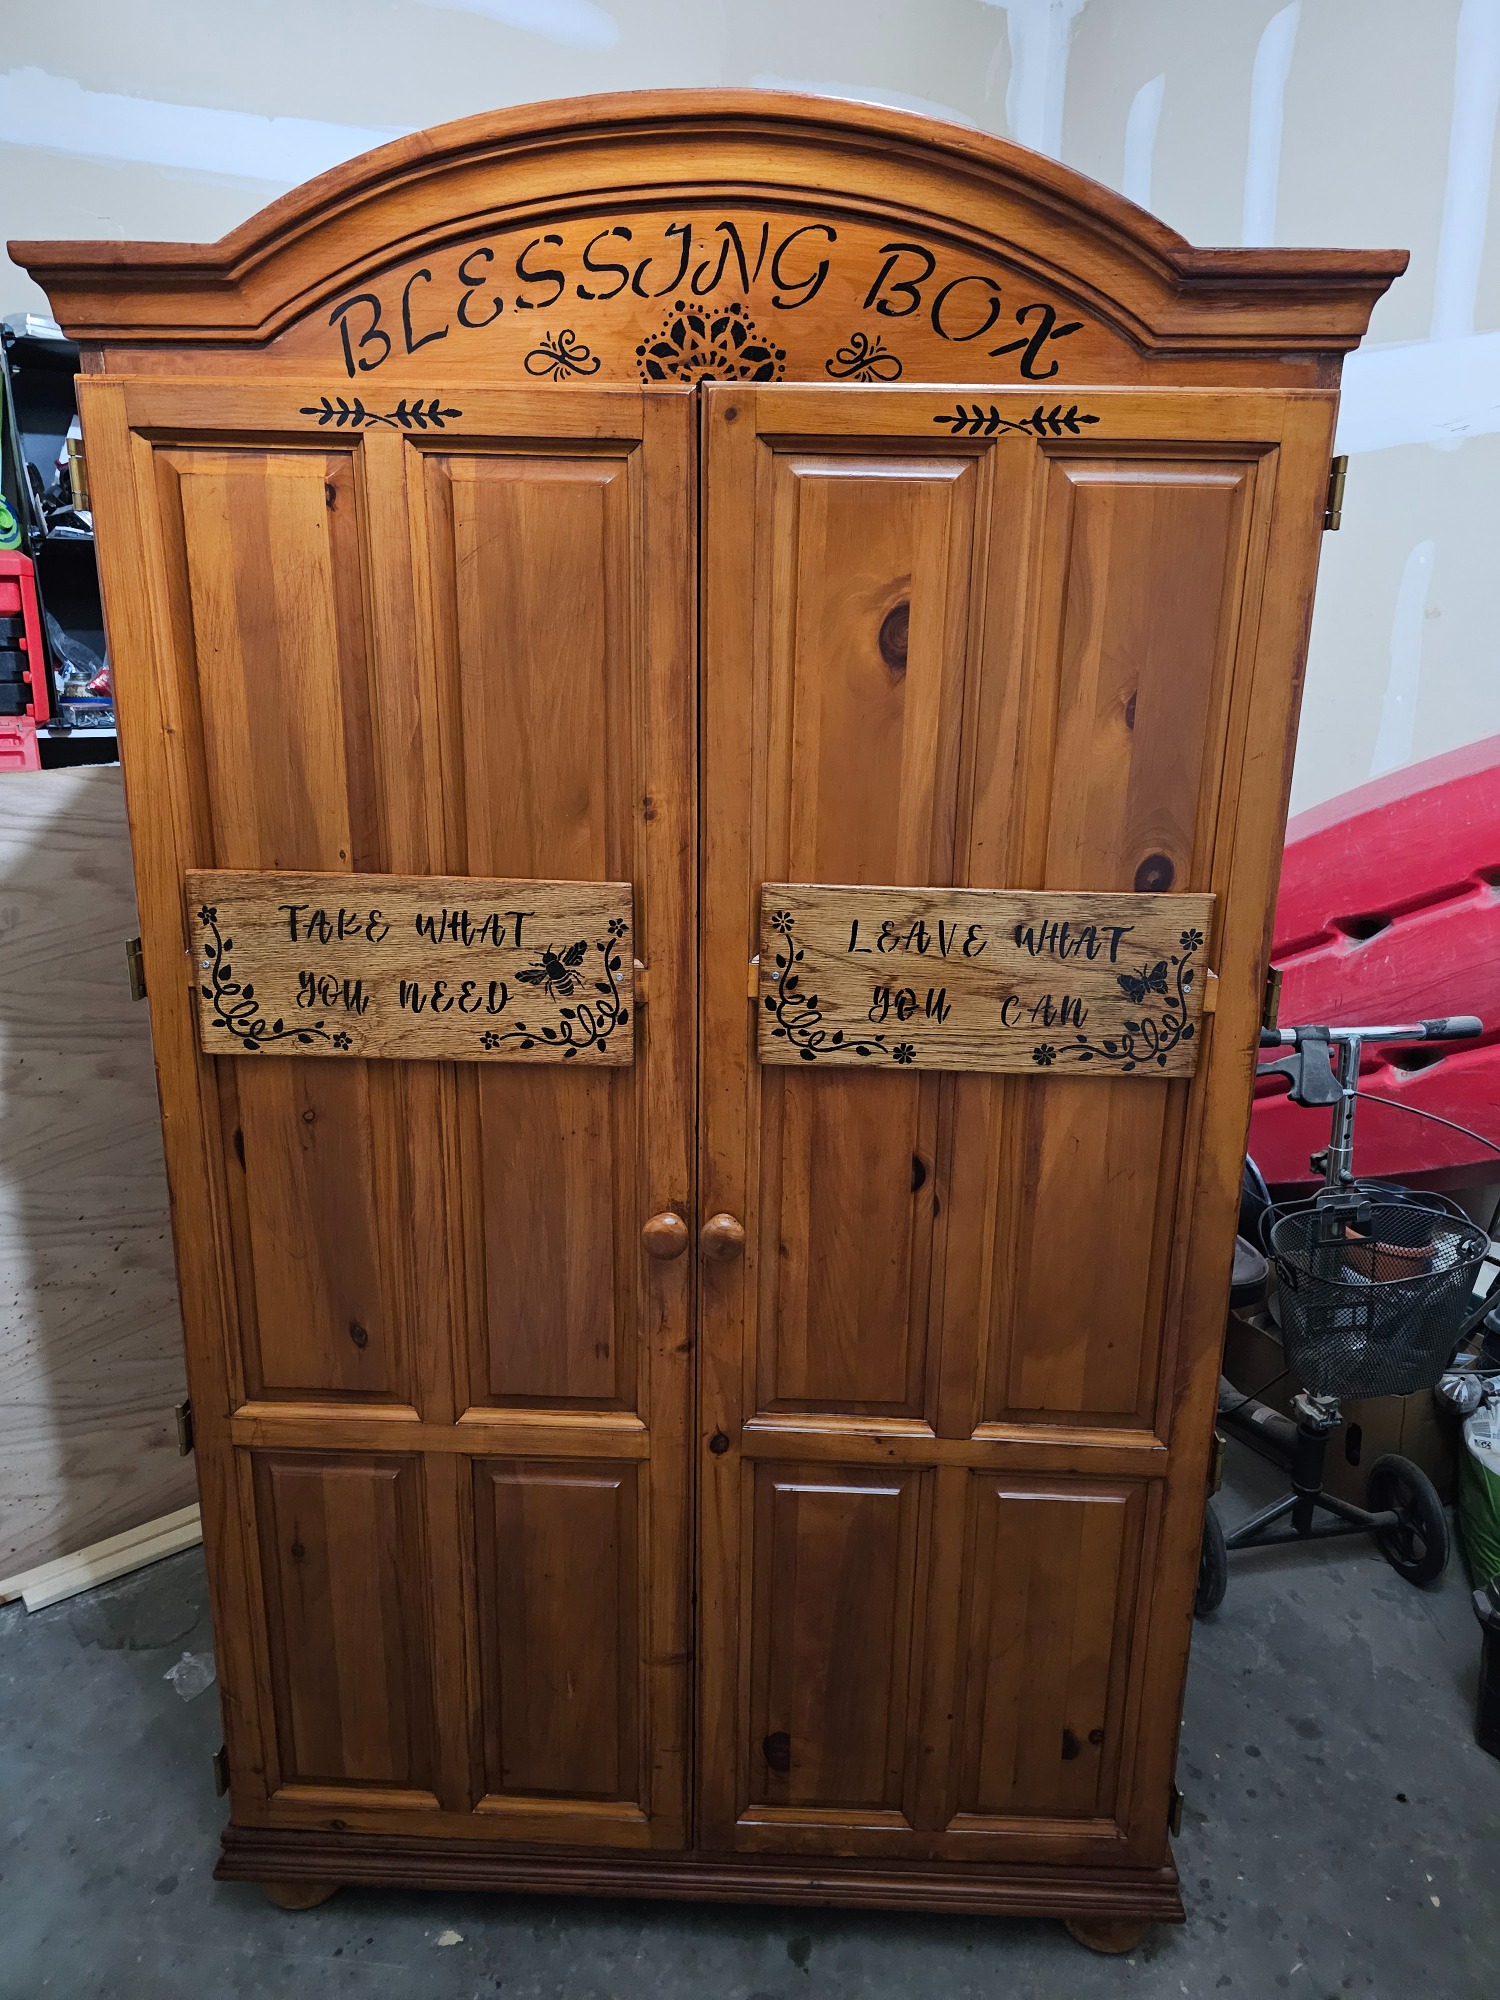 BLESSING BOX
TAKE WHAT
YOU NEED
LEAVE WHAT
YOU CAN